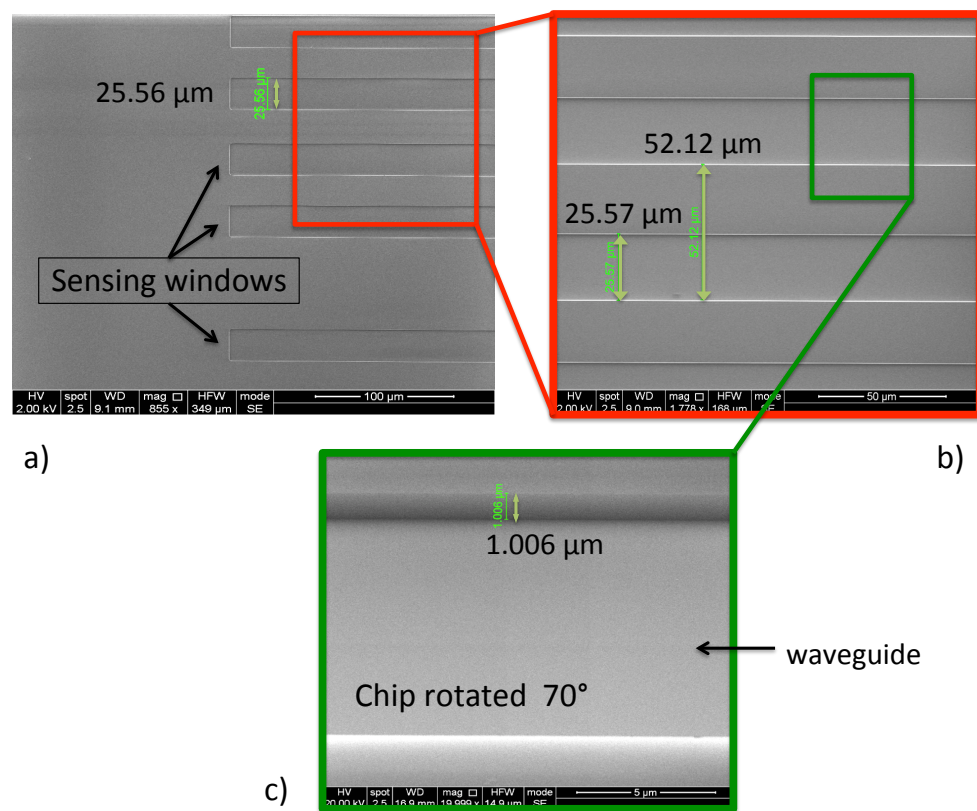 25.56 µm
25.56 µm
Sensing windows
HV spot WD mag HFW mode
2.00 kV 2.5 9.1 mm 855 x 349 µm SE
100 µm
a)
52.12 µm
25.57 µm
52.12 µm
25.57 µm
HV spot WD mag HFW mode
2.00 kV 2.5 9.0 mm 1.778 x 168 µm SE
50 µm
b)
1.006 µm
1.006 µm
waveguide
Chip rotated 70°
HV spot WD mag HFW mode
20.00 kV 2.5 16.9 mm 19.999 x 14.9 µm SE
5 µm
c)